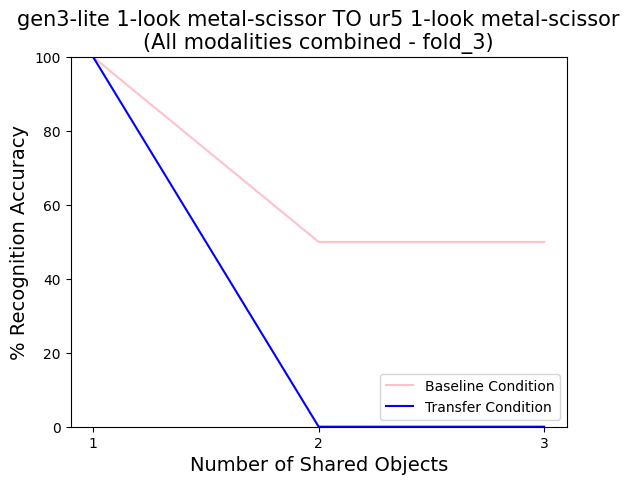 gen3-lite 1-look metal-scissor TO ur5 1-look metal-scissor
(All modalities combined - fold_3)
% Recognition Accuracy
100
80
60
40
20
0
1
2
3
Baseline Condition
Transfer Condition
Number of Shared Objects